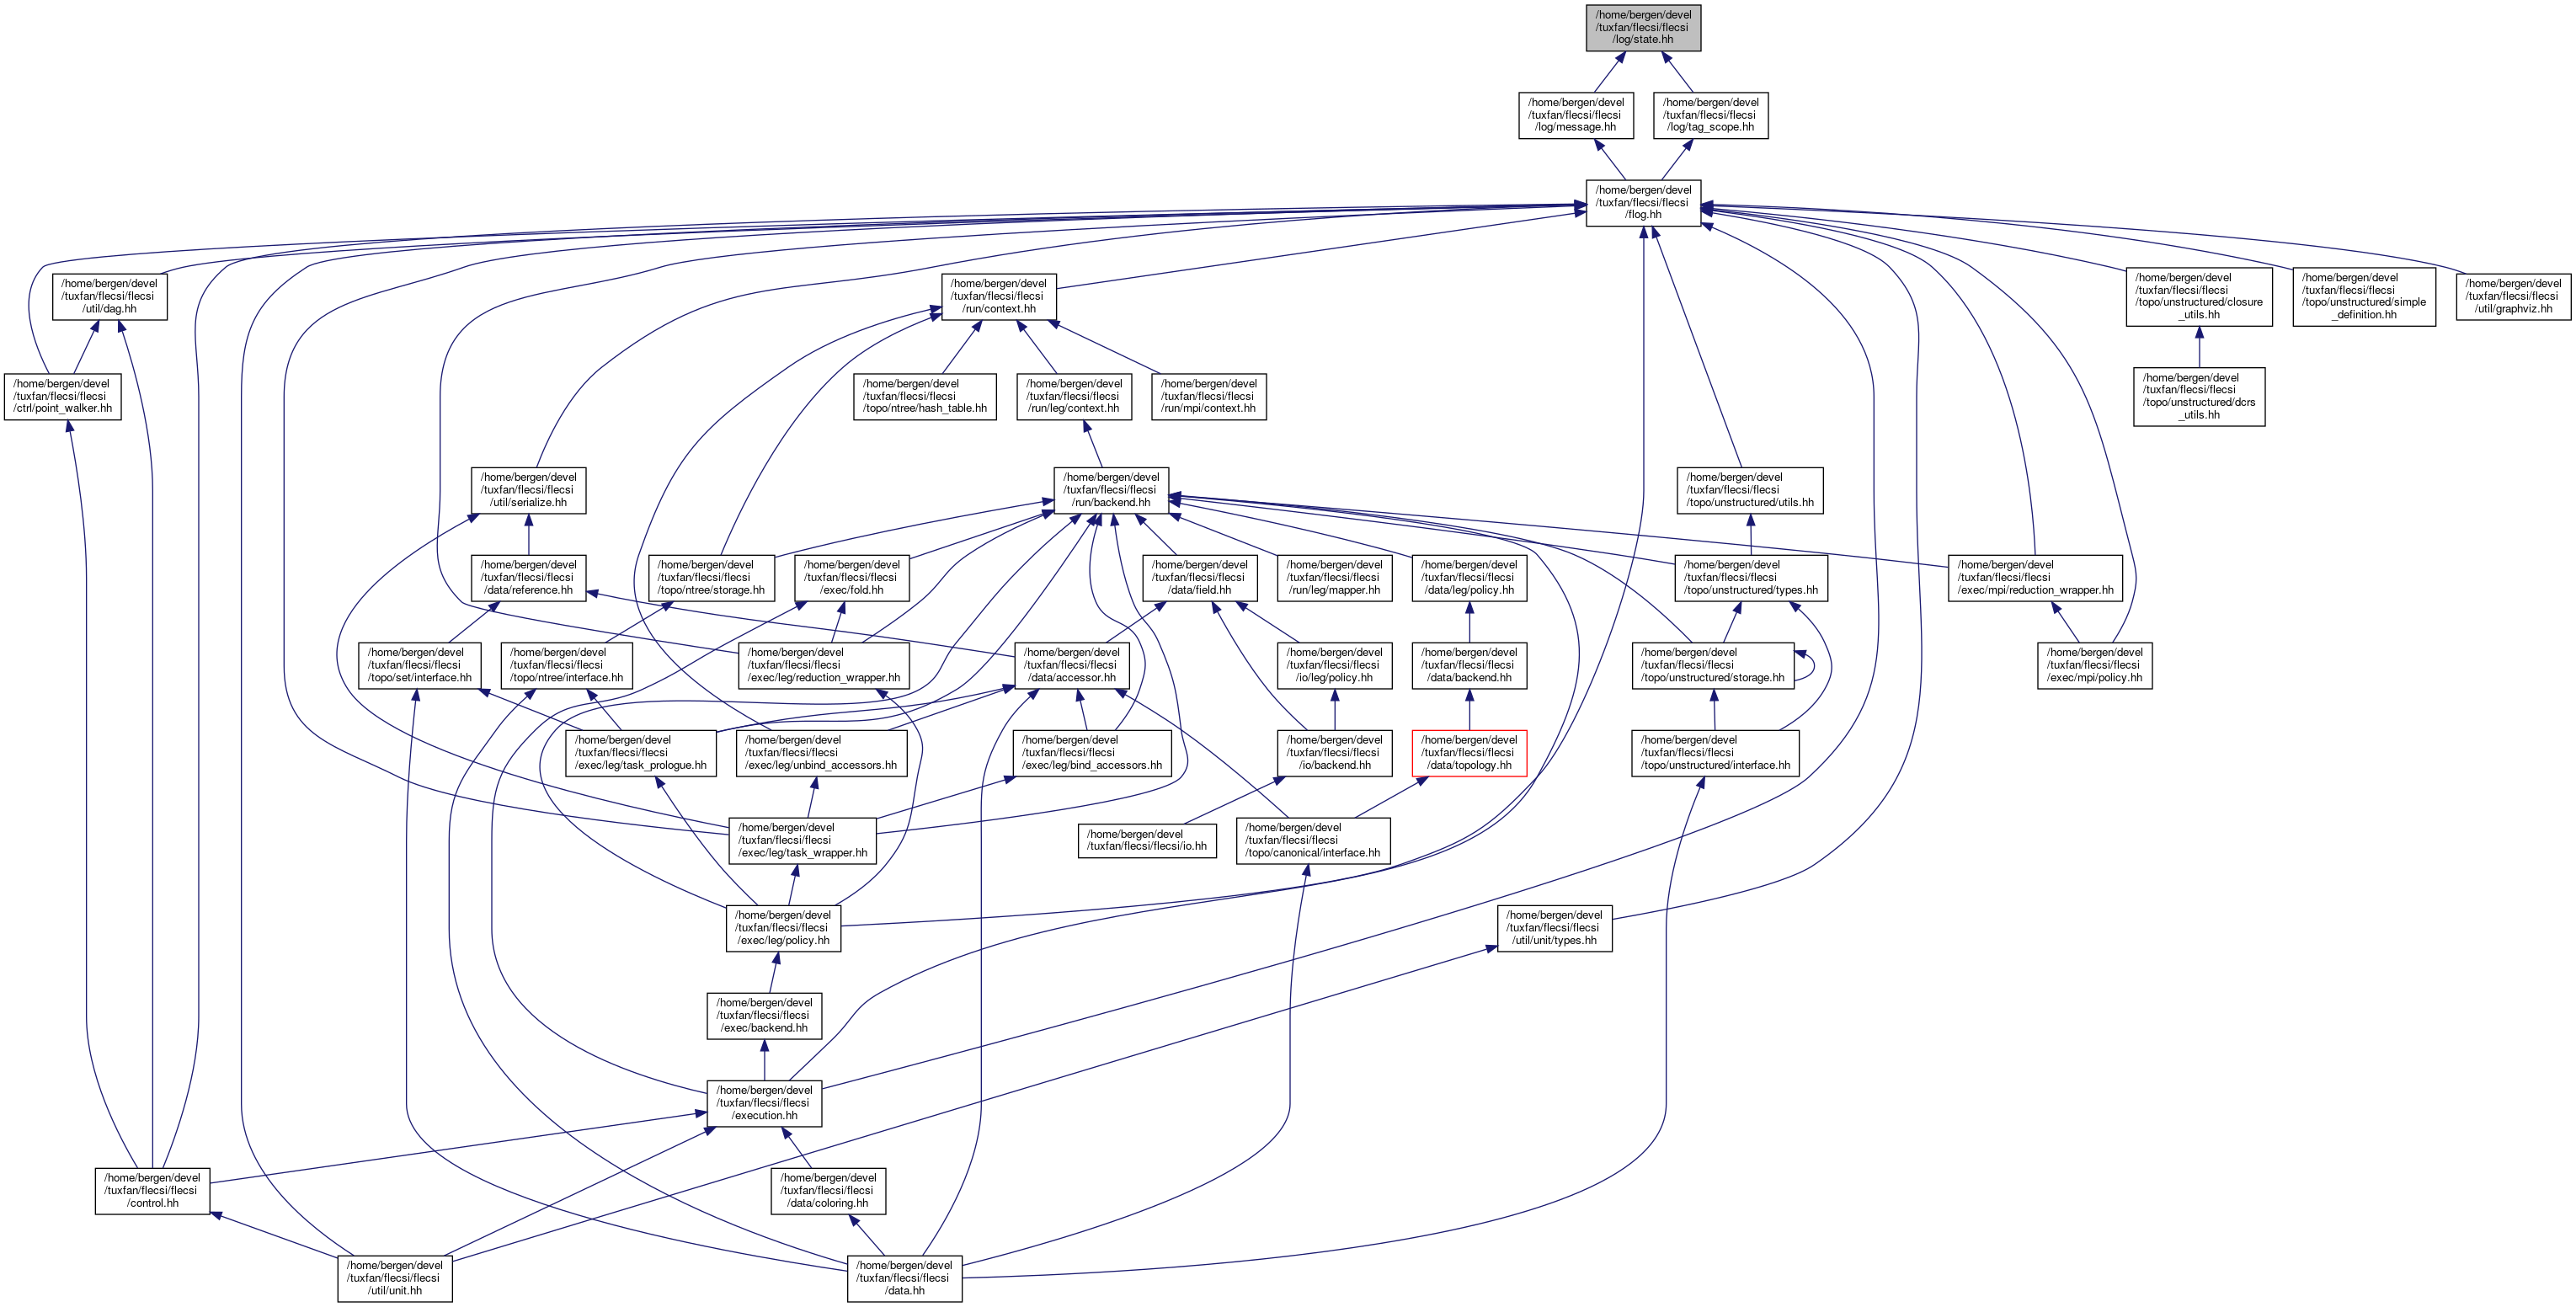 /home/bergen/devel
/tuxfan/flecsi/flecsi
/log/state.hh
/home/bergen/devel
/tuxfan/flecsi/flecsi
/log/message.hh
/home/bergen/devel
/tuxfan/flecsi/flecsi
/log/tag_scope.hh
/home/bergen/devel
/tuxfan/flecsi/flecsi
/flog.hh
/home/bergen/devel
/tuxfan/flecsi/flecsi
/util/dag.hh
/home/bergen/devel
/tuxfan/flecsi/flecsi
/run/context.hh
/home/bergen/devel
/tuxfan/flecsi/flecsi
/topo/unstructured/closure
_utils.hh
/home/bergen/devel
/tuxfan/flecsi/flecsi
/topo/unstructured/simple
_definition.hh
/home/bergen/devel
/tuxfan/flecsi/flecsi
/util/graphviz.hh
/home/bergen/devel
/tuxfan/flecsi/flecsi
/ctrl/point_walker.hh
/home/bergen/devel
/tuxfan/flecsi/flecsi
/topo/ntree/hash_table.hh
/home/bergen/devel
/tuxfan/flecsi/flecsi
/run/leg/context.hh
/home/bergen/devel
/tuxfan/flecsi/flecsi
/run/mpi/context.hh
/home/bergen/devel
/tuxfan/flecsi/flecsi
/topo/unstructured/dcrs
_utils.hh
/home/bergen/devel
/tuxfan/flecsi/flecsi
/util/serialize.hh
/home/bergen/devel
/tuxfan/flecsi/flecsi
/run/backend.hh
/home/bergen/devel
/tuxfan/flecsi/flecsi
/topo/unstructured/utils.hh
/home/bergen/devel
/tuxfan/flecsi/flecsi
/data/reference.hh
/home/bergen/devel
/tuxfan/flecsi/flecsi
/topo/ntree/storage.hh
/home/bergen/devel
/tuxfan/flecsi/flecsi
/exec/fold.hh
/home/bergen/devel
/tuxfan/flecsi/flecsi
/data/field.hh
/home/bergen/devel
/tuxfan/flecsi/flecsi
/run/leg/mapper.hh
/home/bergen/devel
/tuxfan/flecsi/flecsi
/data/leg/policy.hh
/home/bergen/devel
/tuxfan/flecsi/flecsi
/topo/unstructured/types.hh
/home/bergen/devel
/tuxfan/flecsi/flecsi
/exec/mpi/reduction_wrapper.hh
/home/bergen/devel
/tuxfan/flecsi/flecsi
/topo/set/interface.hh
/home/bergen/devel
/tuxfan/flecsi/flecsi
/topo/ntree/interface.hh
/home/bergen/devel
/tuxfan/flecsi/flecsi
/exec/leg/reduction_wrapper.hh
/home/bergen/devel
/tuxfan/flecsi/flecsi
/data/accessor.hh
/home/bergen/devel
/tuxfan/flecsi/flecsi
/io/leg/policy.hh
/home/bergen/devel
/tuxfan/flecsi/flecsi
/data/backend.hh
/home/bergen/devel
/tuxfan/flecsi/flecsi
/topo/unstructured/storage.hh
/home/bergen/devel
/tuxfan/flecsi/flecsi
/exec/mpi/policy.hh
/home/bergen/devel
/tuxfan/flecsi/flecsi
/exec/leg/task_prologue.hh
/home/bergen/devel
/tuxfan/flecsi/flecsi
/exec/leg/unbind_accessors.hh
/home/bergen/devel
/tuxfan/flecsi/flecsi
/exec/leg/bind_accessors.hh
/home/bergen/devel
/tuxfan/flecsi/flecsi
/io/backend.hh
/home/bergen/devel
/tuxfan/flecsi/flecsi
/data/topology.hh
/home/bergen/devel
/tuxfan/flecsi/flecsi
/topo/unstructured/interface.hh
/home/bergen/devel
/tuxfan/flecsi/flecsi
/exec/leg/task_wrapper.hh
/home/bergen/devel
/tuxfan/flecsi/flecsi/io.hh
/home/bergen/devel
/tuxfan/flecsi/flecsi
/topo/canonical/interface.hh
/home/bergen/devel
/tuxfan/flecsi/flecsi
/exec/leg/policy.hh
/home/bergen/devel
/tuxfan/flecsi/flecsi
/util/unit/types.hh
/home/bergen/devel
/tuxfan/flecsi/flecsi
/exec/backend.hh
/home/bergen/devel
/tuxfan/flecsi/flecsi
/execution.hh
/home/bergen/devel
/tuxfan/flecsi/flecsi
/control.hh
/home/bergen/devel
/tuxfan/flecsi/flecsi
/data/coloring.hh
/home/bergen/devel
/tuxfan/flecsi/flecsi
/util/unit.hh
/home/bergen/devel
/tuxfan/flecsi/flecsi
/data.hh